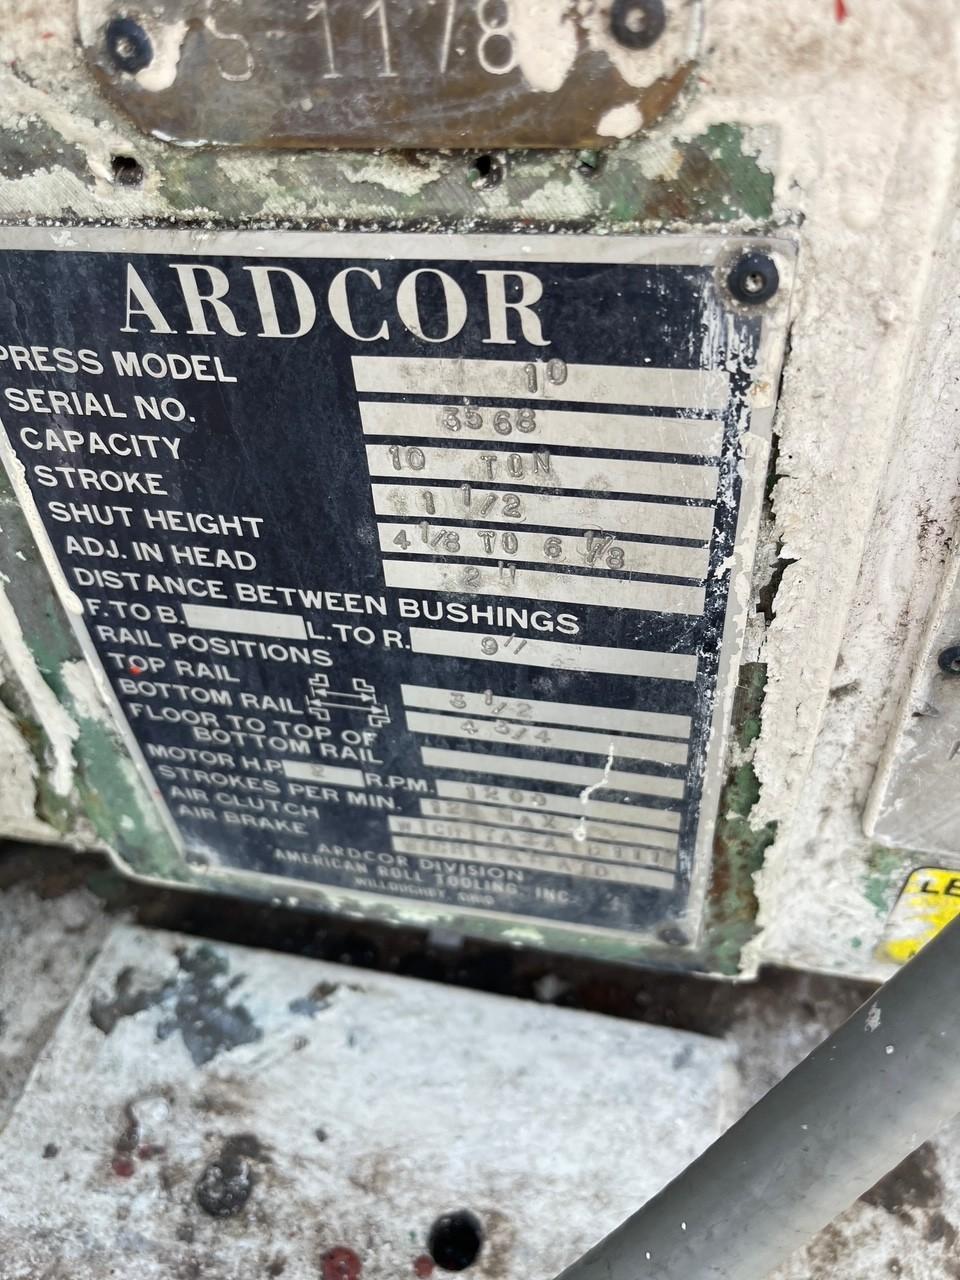 S 1178
ARDCOR
PRESS MODEL 10
SERIAL NO. 3568
CAPACITY 10 TON
STROKE 1 1/2
SHUT HEIGHT 4 1/8 TO 6 1/8
ADJ. IN HEAD 2"
DISTANCE BETWEEN BUSHINGS
F. TO B. L. TO R. 9"
RAIL POSITIONS
TOP RAIL 3 1/2
BOTTOM RAIL 4 3/4
FLOOR TO TOP OF
BOTTOM RAIL
MOTOR H.P. 2 R.P.M. 1200
STROKES PER MIN. MAX
AIR CLUTCH
AIR BRAKE
ARDCOR DIVISION
AMERICAN ROLL TOOLING, INC.
WILLOUGHBY, OHIO
LE